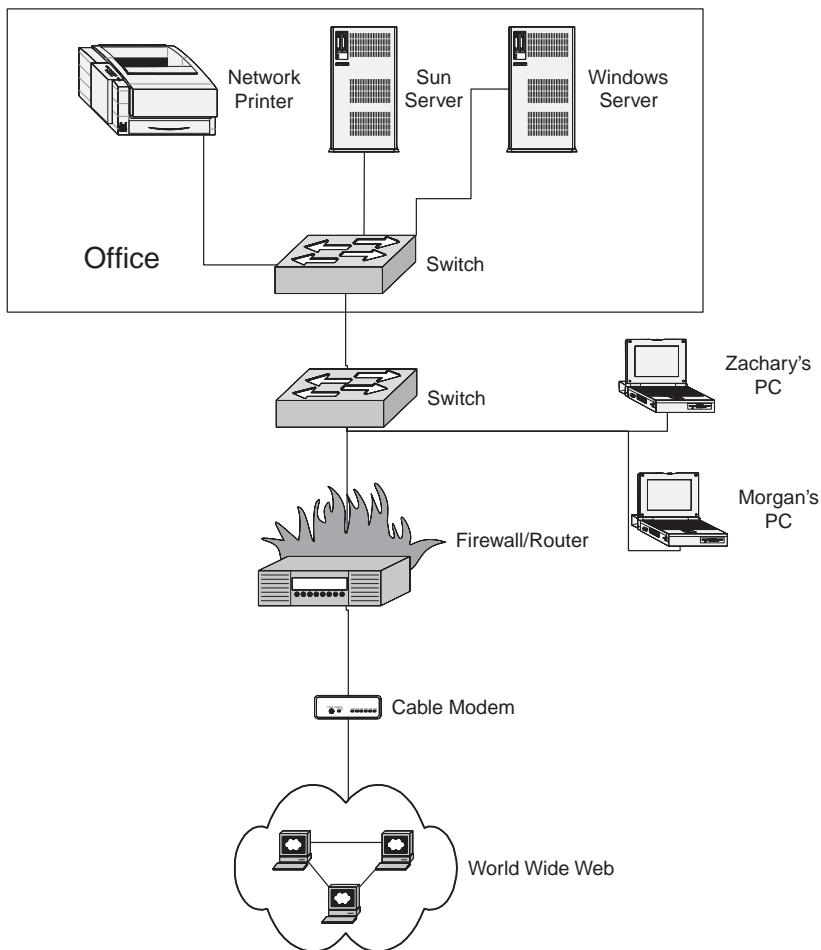 Network
Printer
Sun
Server
Windows
Server
Office
Switch
Switch
Zachary's
PC
Morgan's
PC
Firewall/Router
Cable Modem
World Wide Web